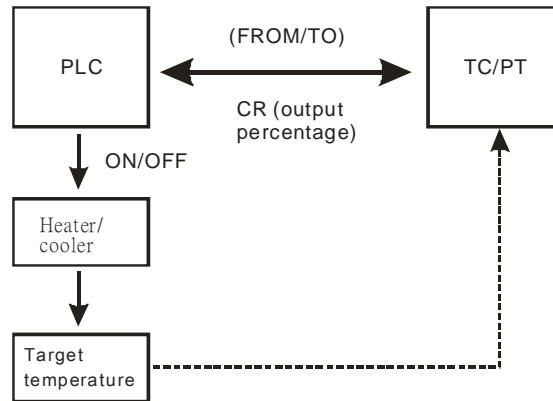 PLC
(FROM/TO)
TC/PT
CR (output
percentage)
ON/OFF
Heater/
cooler
Target
temperature